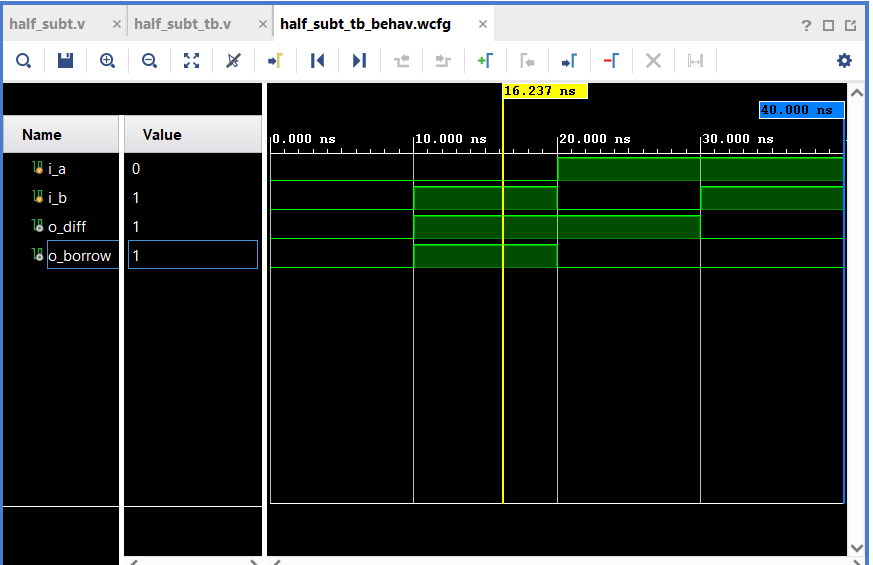 half_subt.v × half_subt_tb.v × half_subt_tb_behav.wcfg × ?
16.237 ns
40.000 ns
Name Value 0.000 ns 10.000 ns 20.000 ns 30.000 ns
i_a 0
i_b 1
o_diff 1
o_borrow 1